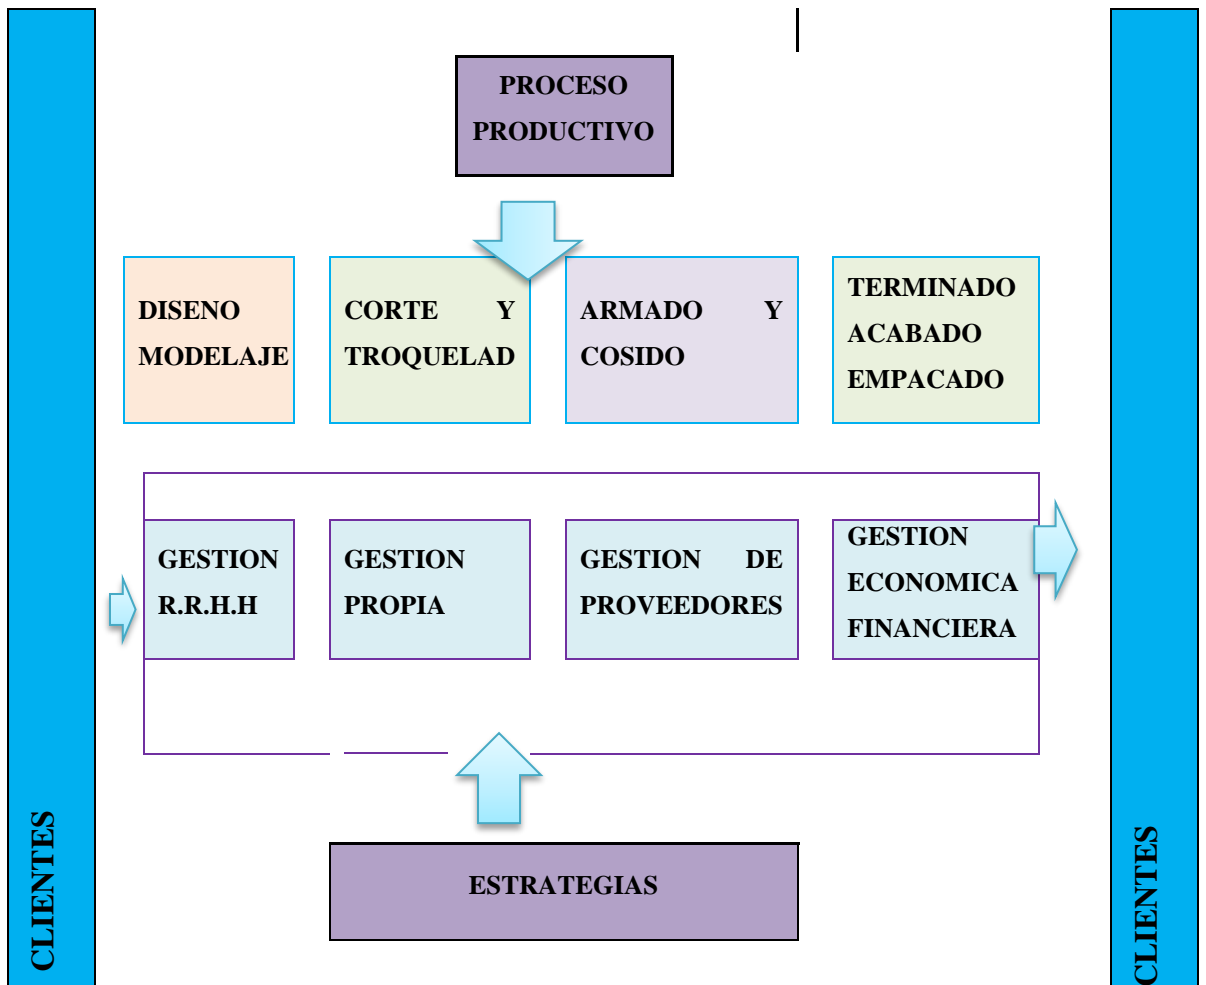 PROCESO
PRODUCTIVO
DISENO
MODELAJE
CORTE Y
TROQUELAD
ARMADO Y
COSIDO
TERMINADO
ACABADO
EMPACADO
GESTION
R.R.H.H
GESTION
PROPIA
GESTION DE
PROVEEDORES
GESTION
ECONOMICA
FINANCIERA
ESTRATEGIAS
CLIENTES
CLIENTES